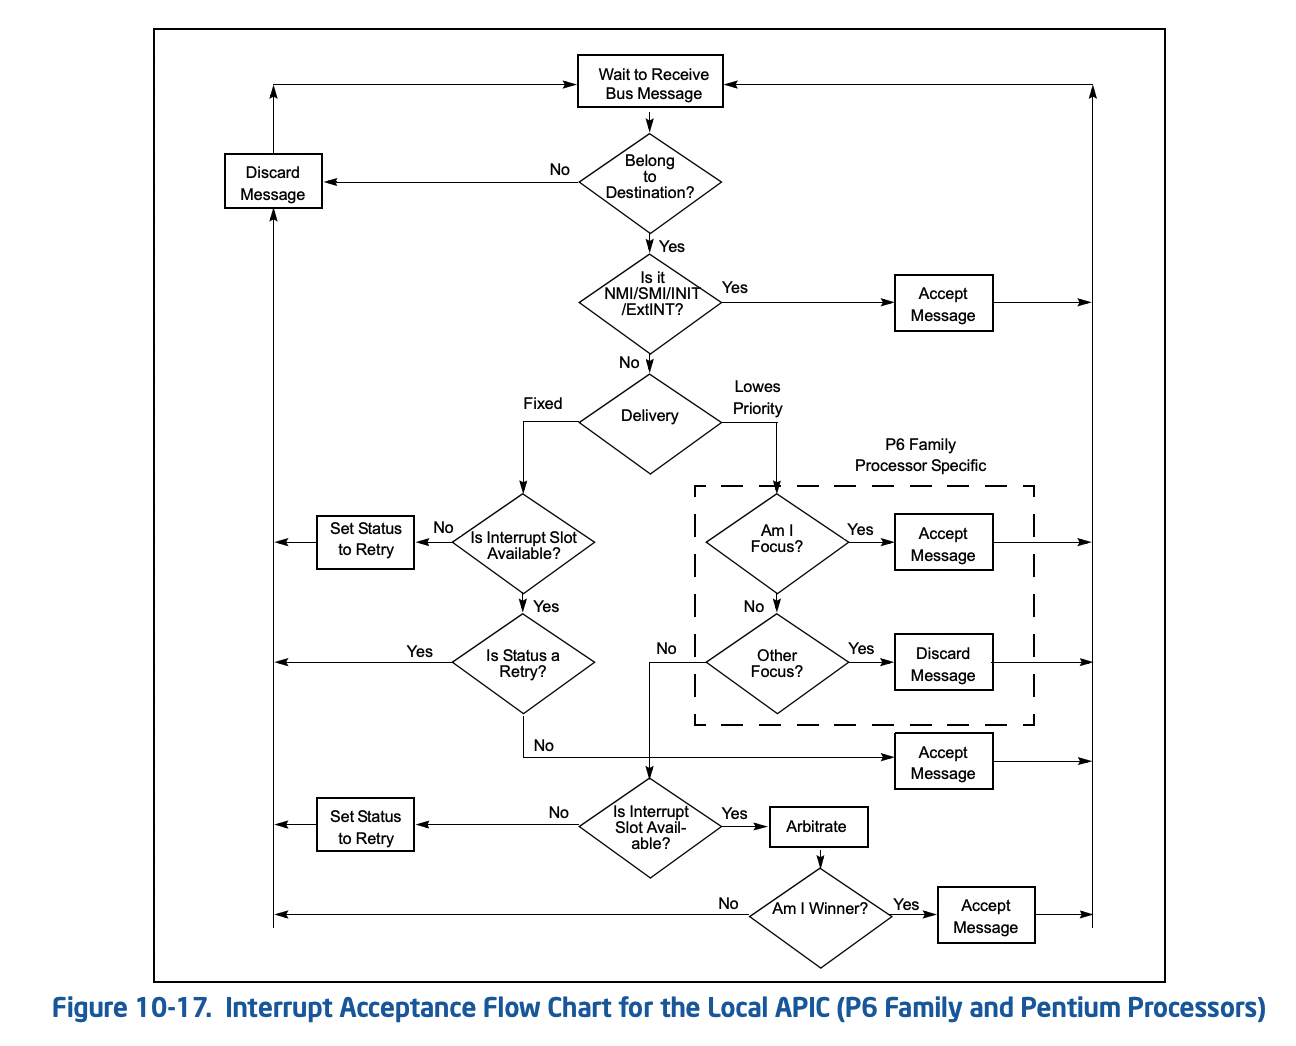 Wait to Receive
Bus Message
Belong
to
Destination?
No
Discard
Message
Yes
Is it
NMI/SMI/INIT
/ExtINT?
Yes
Accept
Message
No
Lowes
Priority
Fixed
Delivery
P6 Family
Processor Specific
Set Status
to Retry
No
Is Interrupt Slot
Available?
Am I
Focus?
Yes
Accept
Message
Yes
No
Yes
Is Status a
Retry?
No
Other
Focus?
Yes
Discard
Message
No
Accept
Message
Set Status
to Retry
No
Is Interrupt
Slot Avail-
able?
Yes
Arbitrate
No
Am I Winner?
Yes
Accept
Message
Figure 10-17. Interrupt Acceptance Flow Chart for the Local APIC (P6 Family and Pentium Processors)